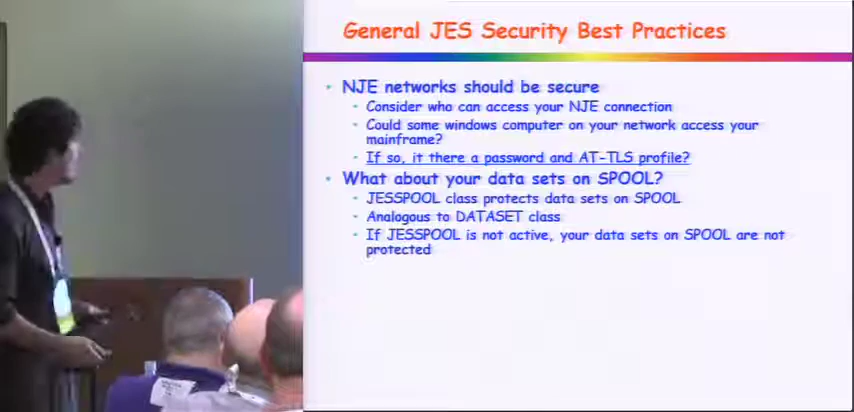 General JES Security Best Practices
NJE networks should be secure
- Consider who can access your NJE connection
- Could some windows computer on your network access your
mainframe?
- If so, it there a password and AT-TLS profile?
What about your data sets on SPOOL?
- JESSPOOL class protects data sets on SPOOL
- Analogous to DATASET class
- If JESSPOOL is not active, your data sets on SPOOL are not
protected